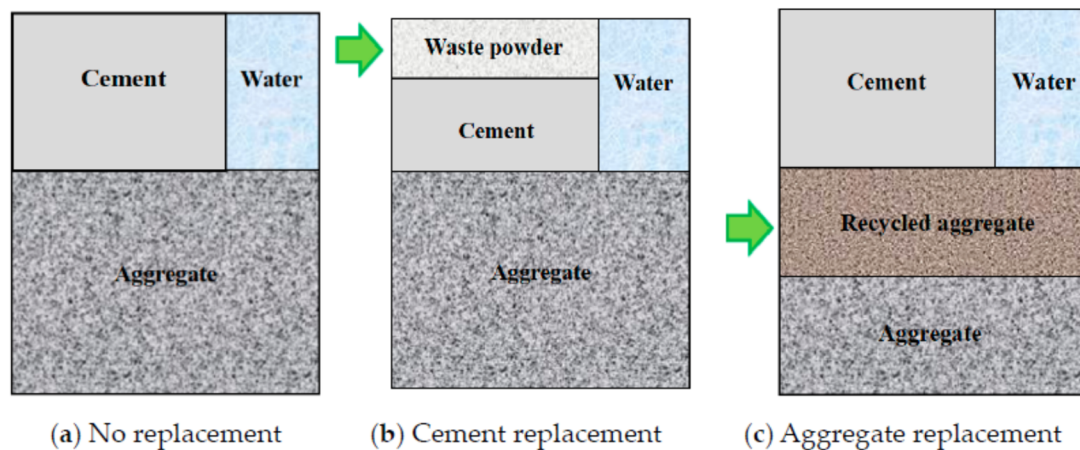 Cement
Water
Aggregate
(a) No replacement
Waste powder
Cement
Water
Aggregate
(b) Cement replacement
Cement
Water
Recycled aggregate
Aggregate
(c) Aggregate replacement